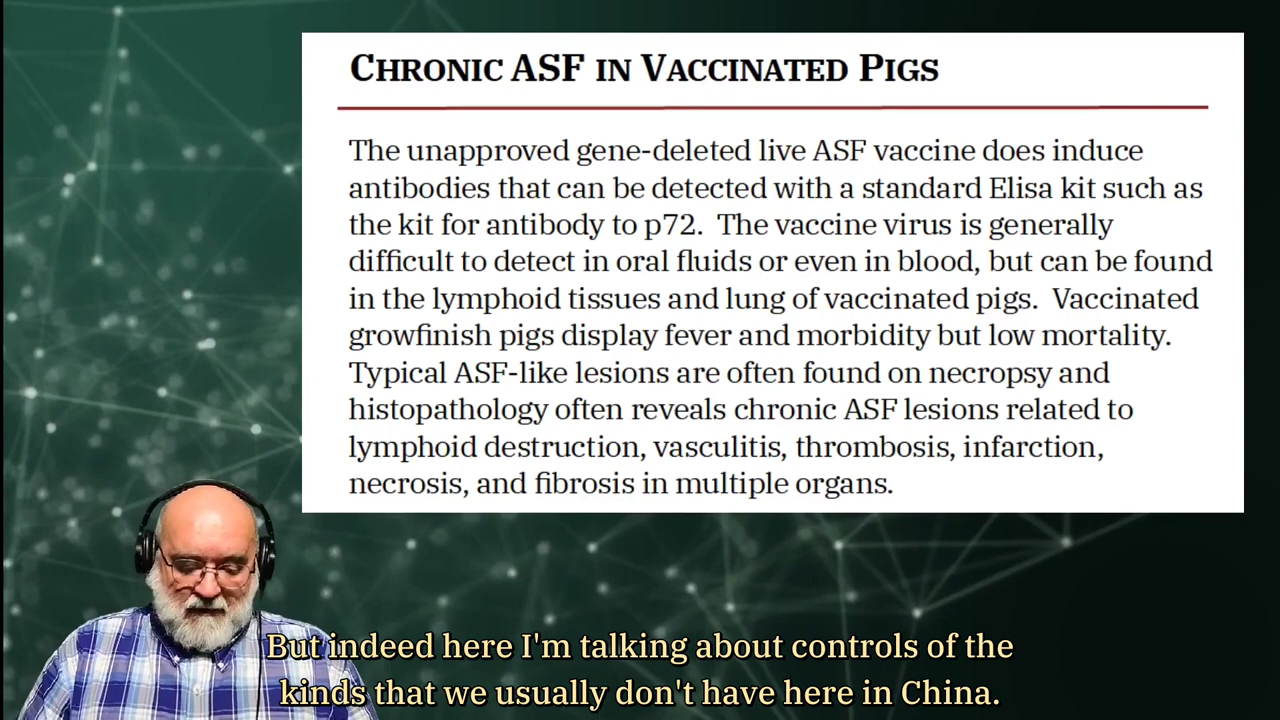 CHRONIC ASF IN VACCINATED PIGS
The unapproved gene-deleted live ASF vaccine does induce
antibodies that can be detected with a standard Elisa kit such as
the kit for antibody to p72.  The vaccine virus is generally
difficult to detect in oral fluids or even in blood, but can be found
in the lymphoid tissues and lung of vaccinated pigs.  Vaccinated
growfinish pigs display fever and morbidity but low mortality.
Typical ASF-like lesions are often found on necropsy and
histopathology often reveals chronic ASF lesions related to
lymphoid destruction, vasculitis, thrombosis, infarction,
necrosis, and fibrosis in multiple organs.
But indeed here I'm talking about controls of the
kinds that we usually don't have here in China.